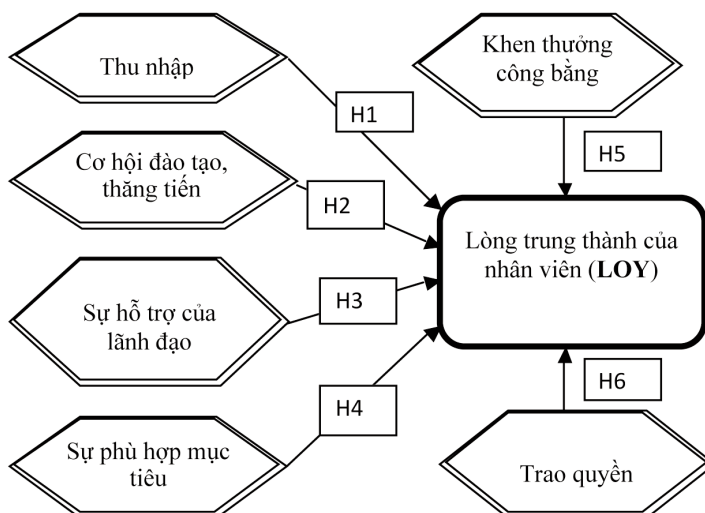 Thu nhập
H1
Cơ hội đào tạo,
thăng tiến
H2
Sự hỗ trợ của
lãnh đạo
H3
Sự phù hợp mục
tiêu
H4
Khen thưởng
công bằng
H5
Lòng trung thành của
nhân viên (LOY)
H6
Trao quyền